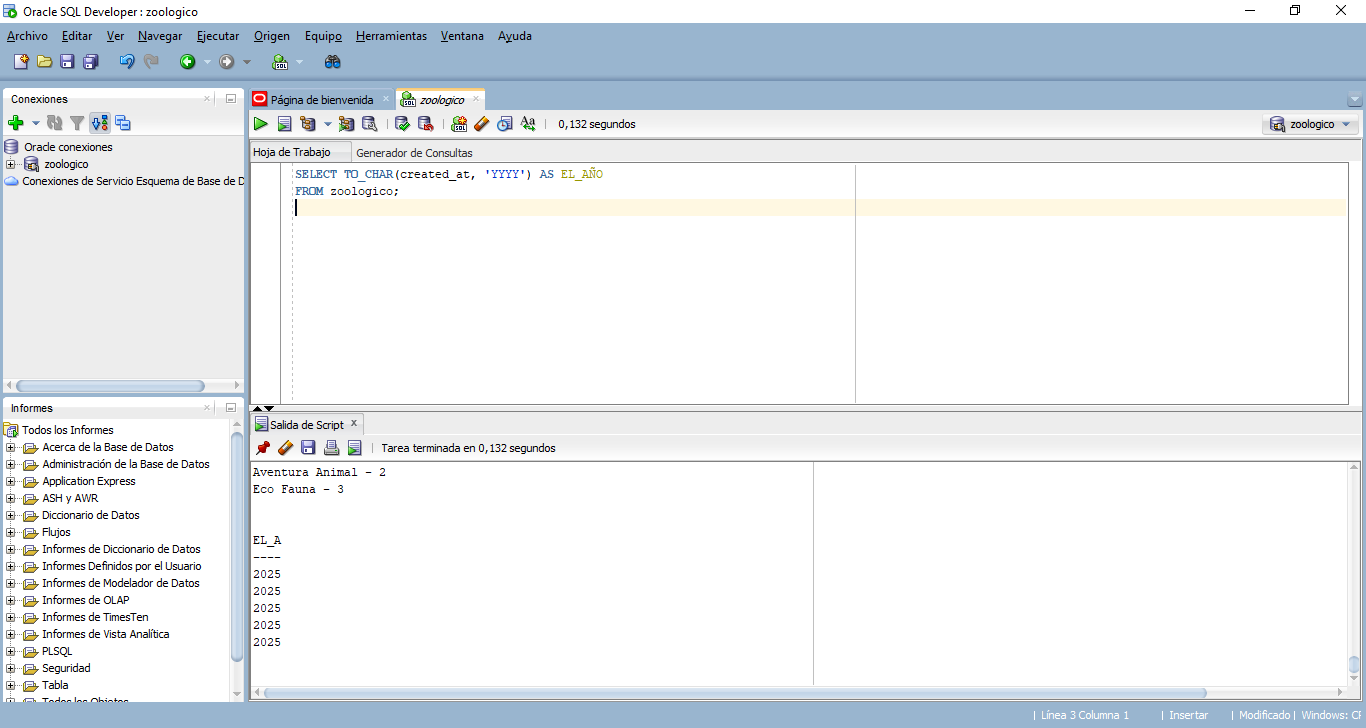 Oracle SQL Developer : zoologico
Archivo Editar Ver Navegar Ejecutar Origen Equipo Herramientas Ventana Ayuda
Conexiones
Oracle conexiones
zoologico
Conexiones de Servicio Esquema de Base de D
Informes
Todos los Informes
Acerca de la Base de Datos
Administración de la Base de Datos
Application Express
ASH y AWR
Diccionario de Datos
Flujos
Informes de Diccionario de Datos
Informes Definidos por el Usuario
Informes de Modelador de Datos
Informes de OLAP
Informes de TimesTen
Informes de Vista Analítica
PLSQL
Seguridad
Tabla
Todos los Objetos
Página de bienvenida zoologico
0,132 segundos zoologico
Hoja de Trabajo Generador de Consultas
SELECT TO_CHAR(created_at, 'YYYY') AS EL_AÑO
FROM zoologico;
Salida de Script x
Tarea terminada en 0,132 segundos
Aventura Animal - 2
Eco Fauna - 3
EL_A
----
2025
2025
2025
2025
2025
Línea 3 Columna 1 | Insertar | Modificado | Windows: CR